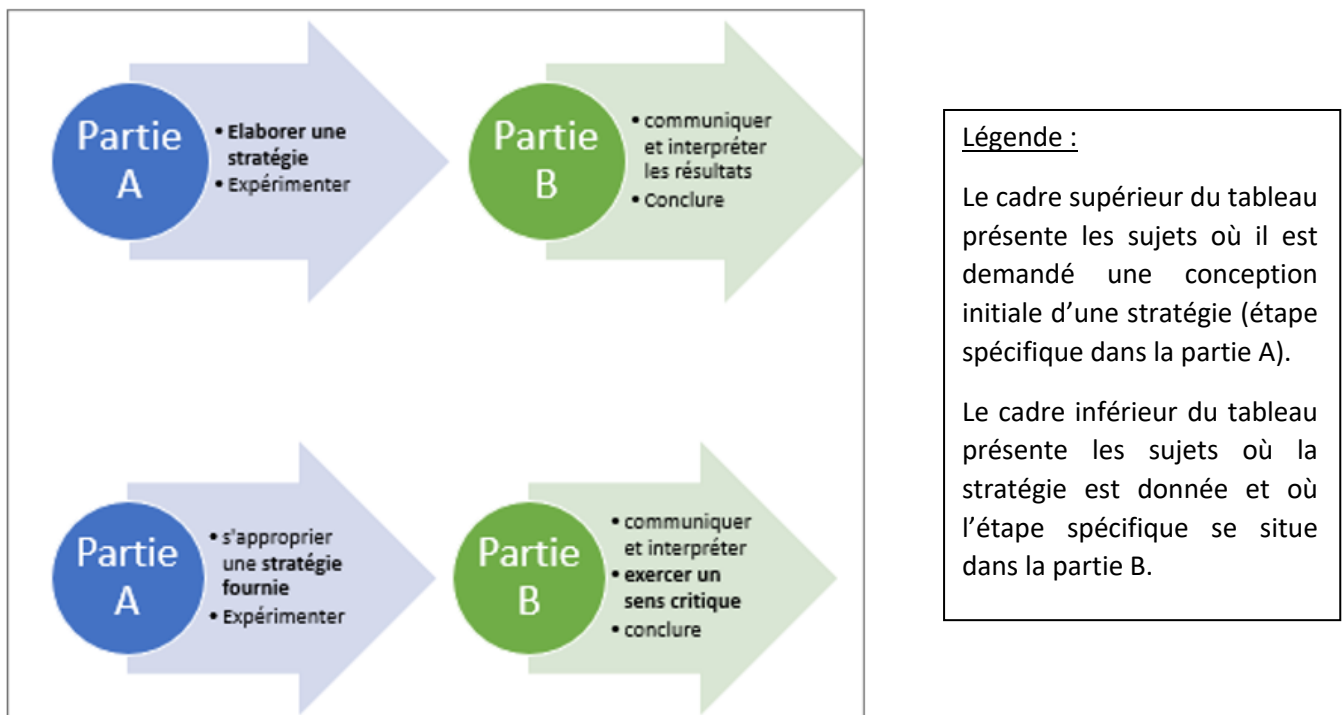 Partie
A
• Elaborer une
stratégie
• Expérimenter
Partie
B
• communiquer
et interpréter
les résultats
• Conclure
Partie
A
• s'approprier
une stratégie
fournie
• Expérimenter
Partie
B
• communiquer
et interpréter
• exercer un
sens critique
• conclure
Légende :
Le cadre supérieur du tableau
présente les sujets où il est
demandé une conception
initiale d’une stratégie (étape
spécifique dans la partie A).
Le cadre inférieur du tableau
présente les sujets où la
stratégie est donnée et où
l’étape spécifique se situe
dans la partie B.